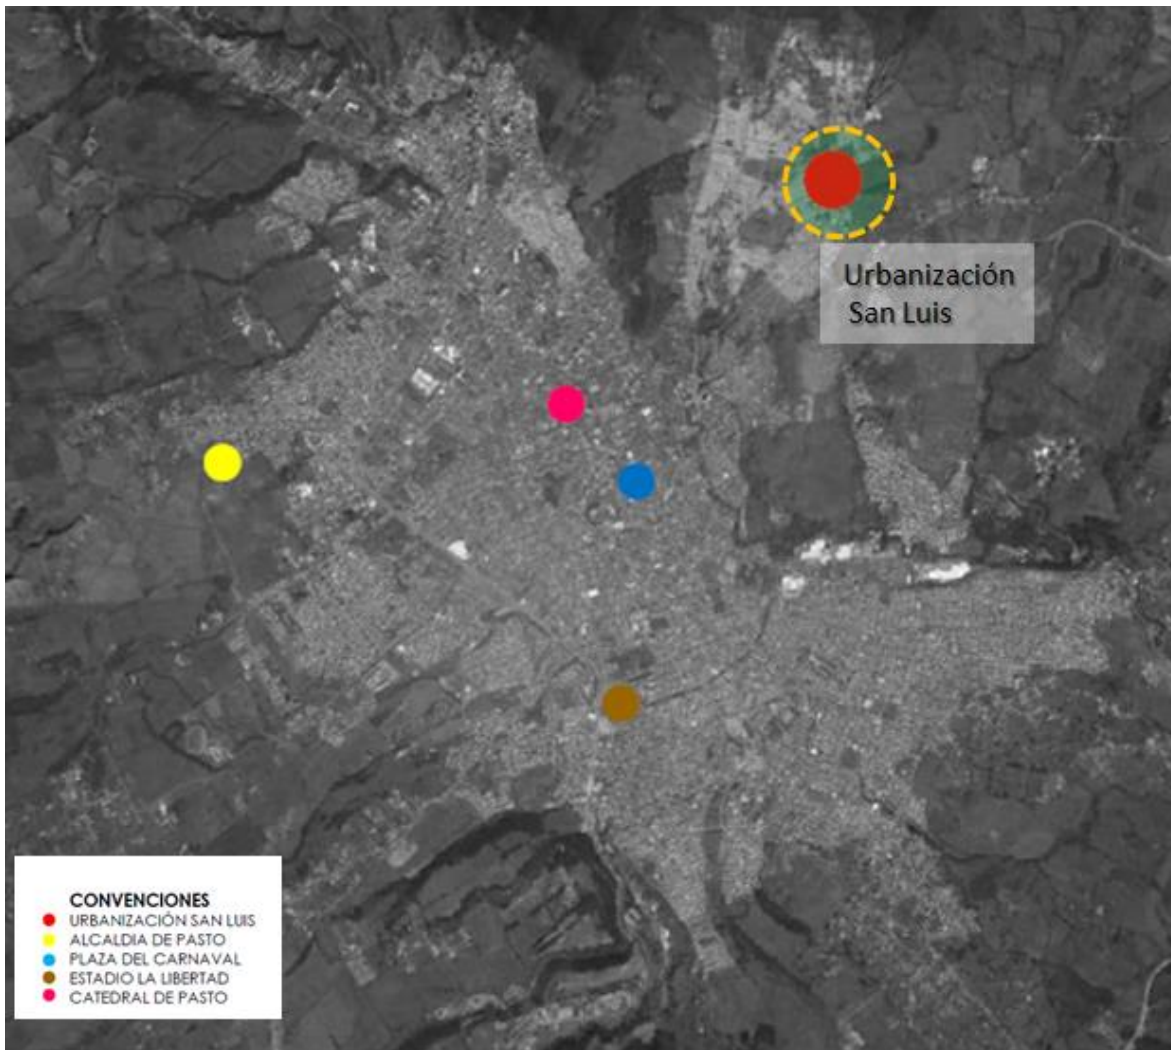 Urbanización
San Luis
CONVENCIONES
URBANIZACIÓN SAN LUIS
ALCALDIA DE PASTO
PLAZA DEL CARNAVAL
ESTADIO LA LIBERTAD
CATEDRAL DE PASTO